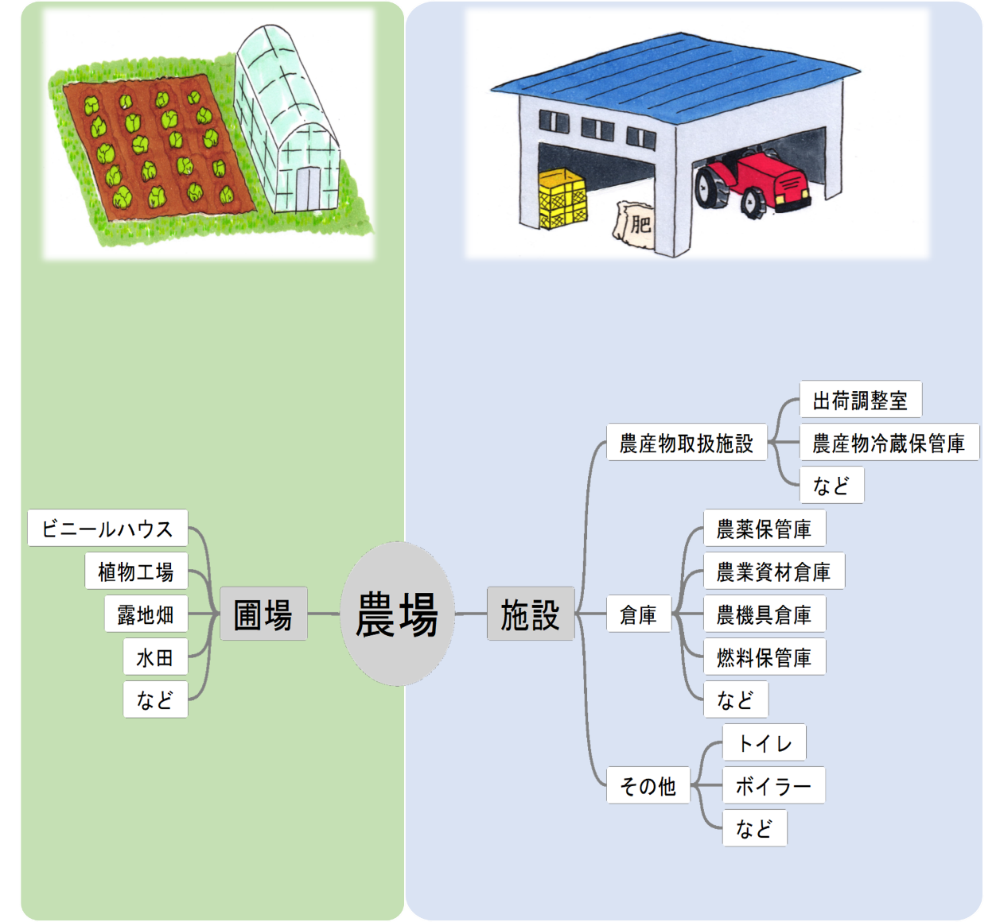 肥
ビニールハウス
植物工場
露地畑
水田
など
圃場
農場
施設
農産物取扱施設
出荷調整室
農産物冷蔵保管庫
など
倉庫
農薬保管庫
農業資材倉庫
農機具倉庫
燃料保管庫
など
その他
トイレ
ボイラー
など